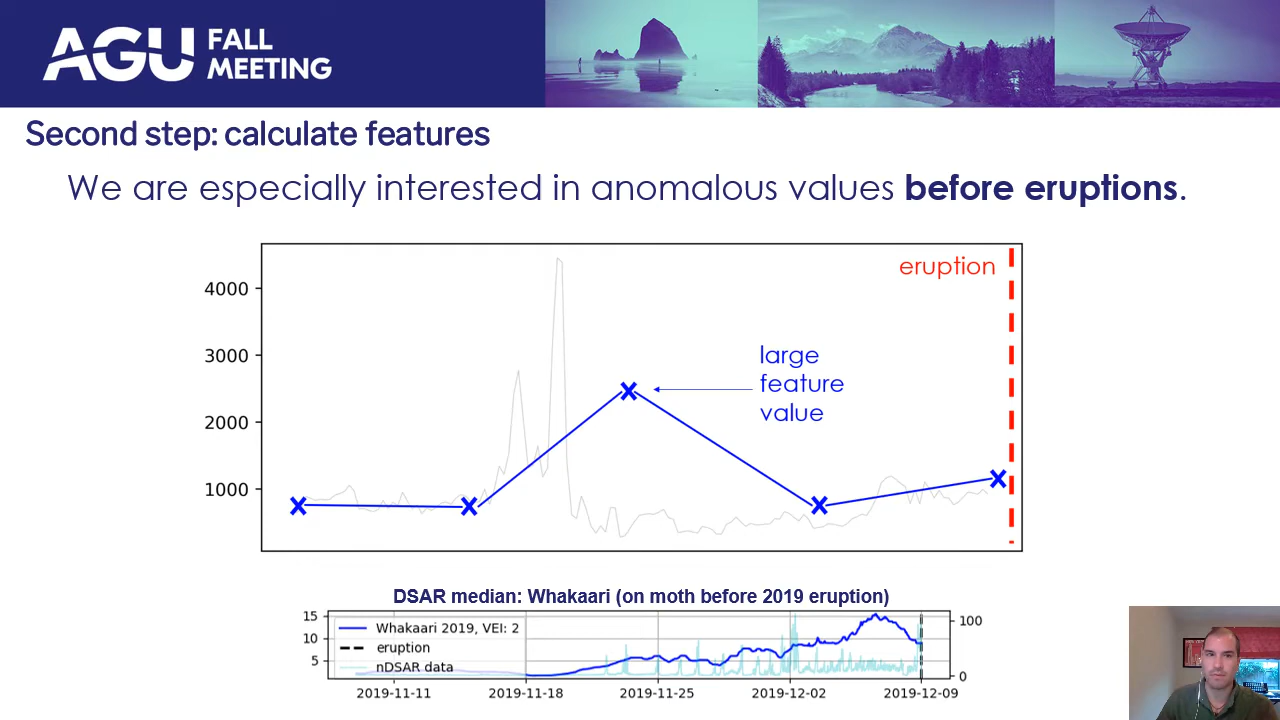 AGU FALL
MEETING
Second step: calculate features
We are especially interested in anomalous values before eruptions.
eruption
4000
3000
2000
1000
large
feature
value
DSAR median: Whakaari (on moth before 2019 eruption)
15
10
5
Whakaari 2019, VEI: 2
eruption
nDSAR data
100
0
2019-11-11
2019-11-18
2019-11-25
2019-12-02
2019-12-09